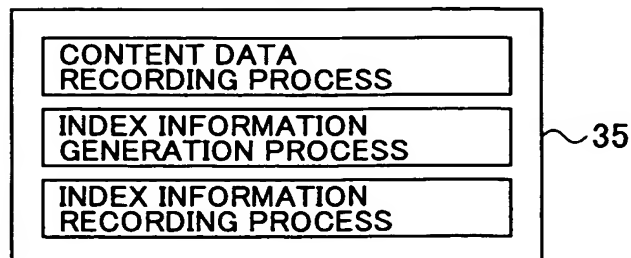 CONTENT DATA
RECORDING PROCESS
INDEX INFORMATION
GENERATION PROCESS
35
INDEX INFORMATION
RECORDING PROCESS